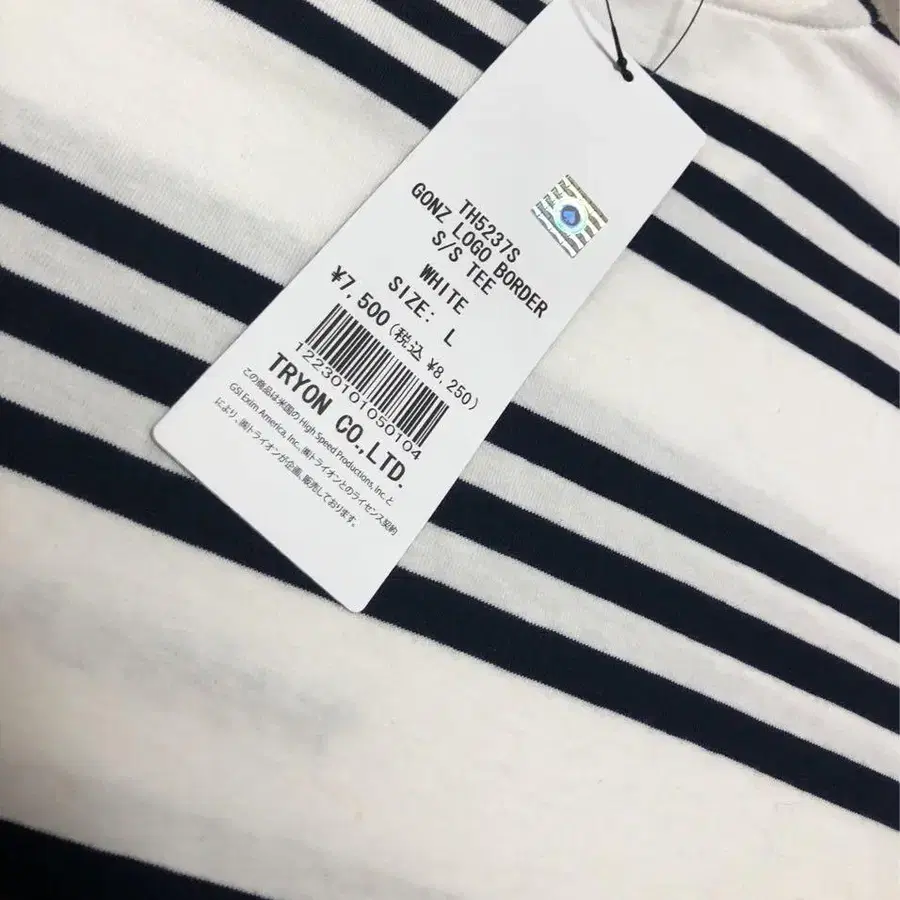 TH5237S
GONZ LOGO BORDER
S/S TEE
WHITE
SIZE: L
¥7,500(税込 ¥8,250)
12230101050104
TRYON CO.,LTD.
この商品は米国の High Speed Productions, Inc. と
GSI Exim America, Inc., ㈱トライオンとのライセンス契約
により、㈱トライオンが企画、販売しております。